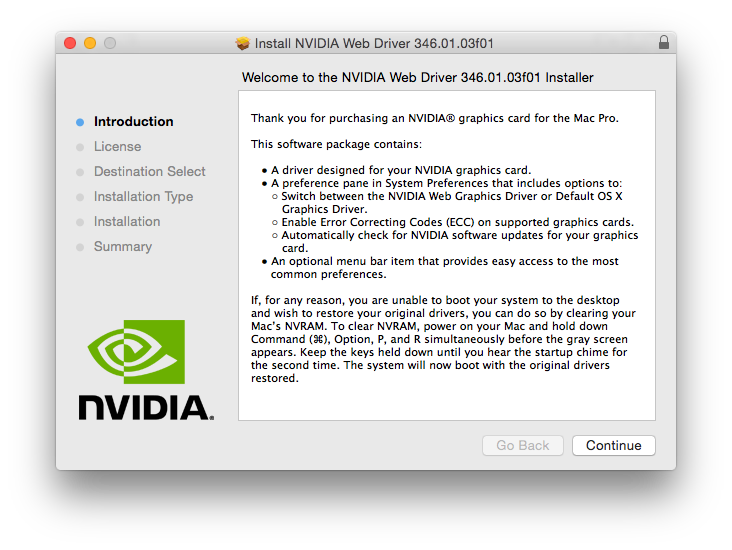 Install NVIDIA Web Driver 346.01.03f01
Welcome to the NVIDIA Web Driver 346.01.03f01 Installer
Introduction
License
Destination Select
Installation Type
Installation
Summary
Thank you for purchasing an NVIDIA® graphics card for the Mac Pro.
This software package contains:
● A driver designed for your NVIDIA graphics card.
● A preference pane in System Preferences that includes options to:
○ Switch between the NVIDIA Web Graphics Driver or Default OS X
Graphics Driver.
○ Enable Error Correcting Codes (ECC) on supported graphics cards.
○ Automatically check for NVIDIA software updates for your graphics
card.
● An optional menu bar item that provides easy access to the most
common preferences.
If, for any reason, you are unable to boot your system to the desktop
and wish to restore your original drivers, you can do so by clearing your
Mac's NVRAM. To clear NVRAM, power on your Mac and hold down
Command (⌘), Option, P, and R simultaneously before the gray screen
appears. Keep the keys held down until you hear the startup chime for
the second time. The system will now boot with the original drivers
restored.
NVIDIA.
Go Back
Continue